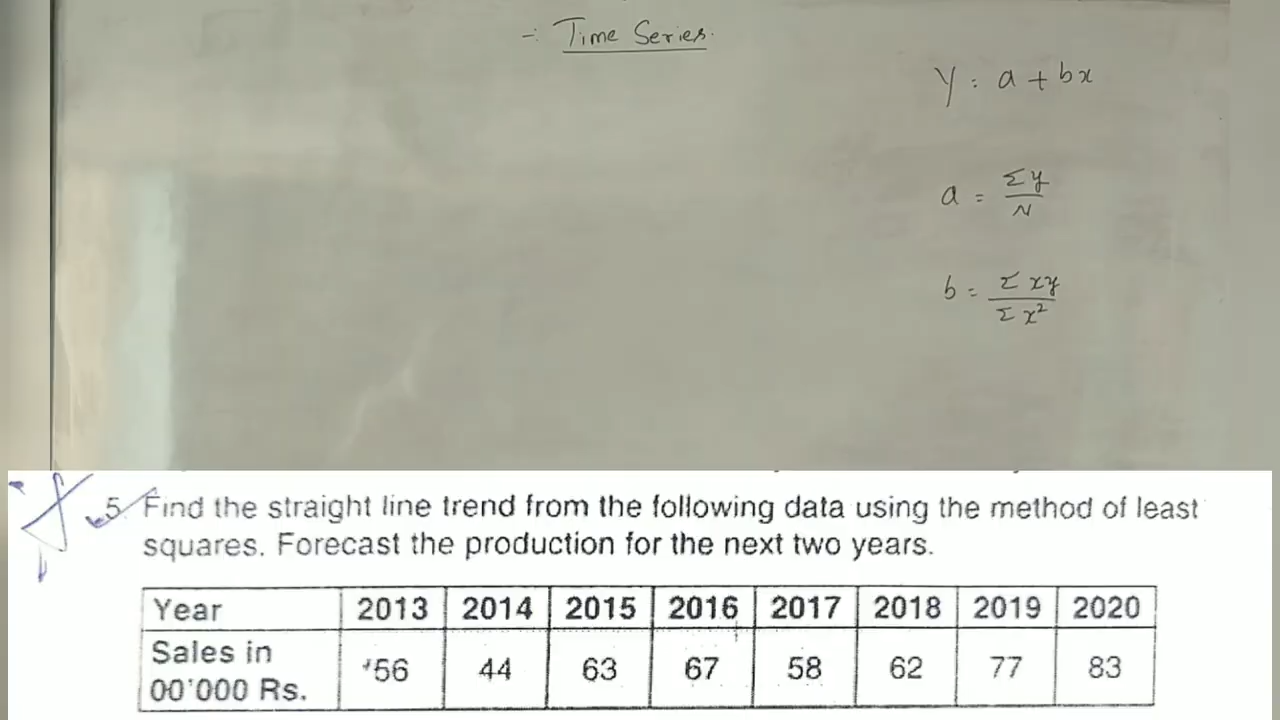 Time Series.
Y = a + bx
a = Σy / N
b = Σxy / Σx²
5. Find the straight line trend from the following data using the method of least
squares. Forecast the production for the next two years.
Year 2013 2014 2015 2016 2017 2018 2019 2020
Sales in 00'000 Rs. 56 44 63 67 58 62 77 83